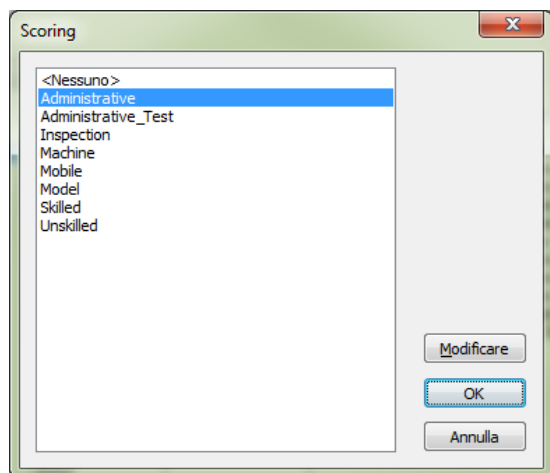 Scoring
<Nessuno>
Administrative
Administrative_Test
Inspection
Machine
Mobile
Model
Skilled
Unskilled
Modificare
OK
Annulla